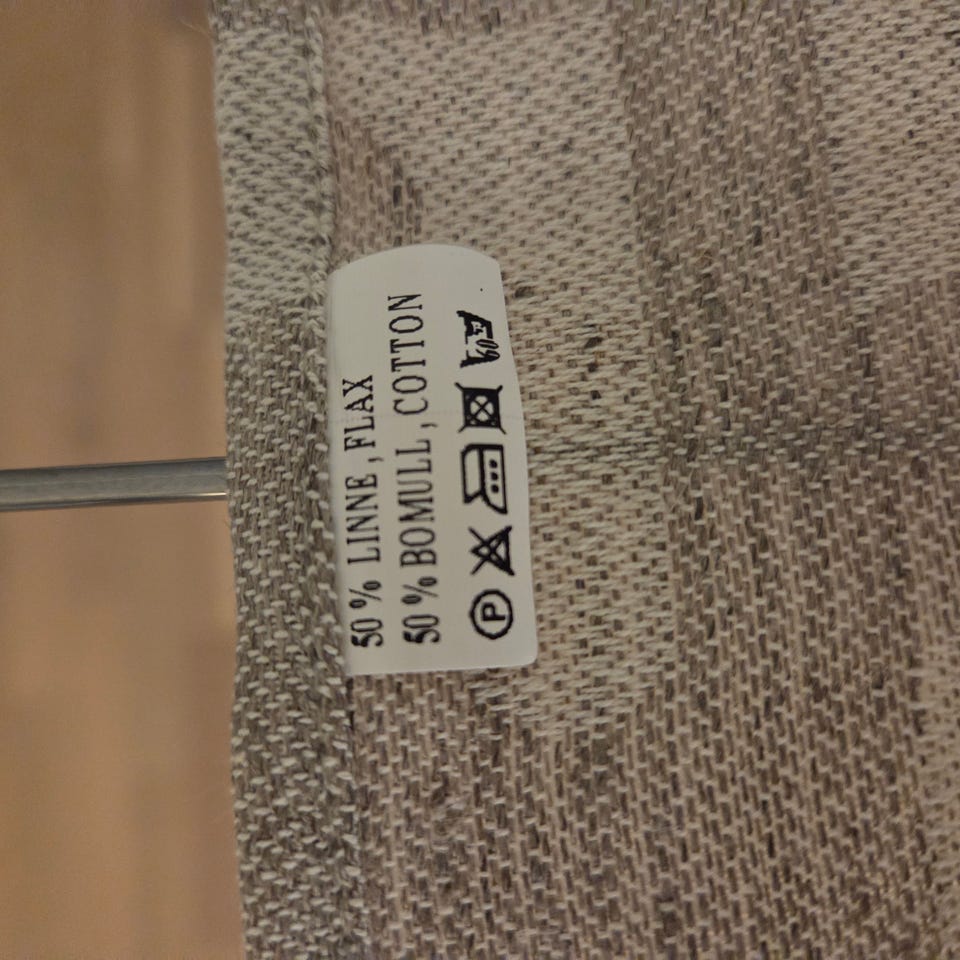 50 % LINNE , FLAX
50 % BOMULL , COTTON
P